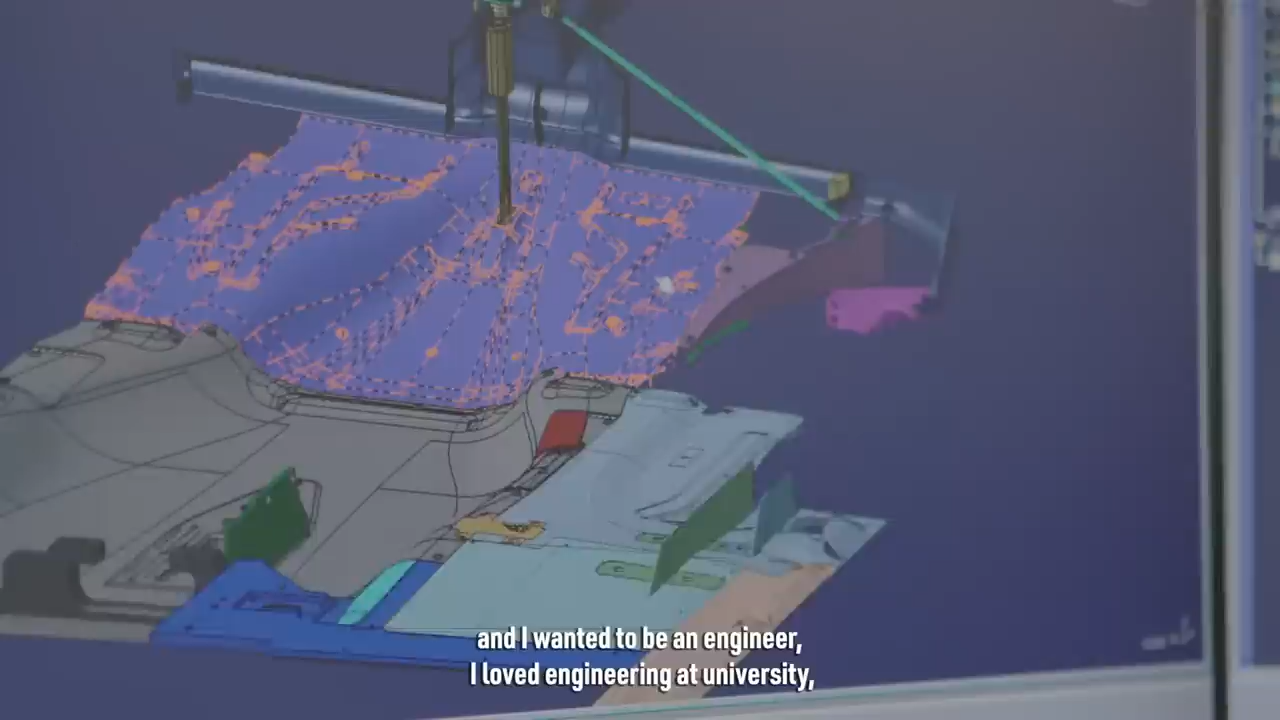 and I wanted to be an engineer,
I loved engineering at university,